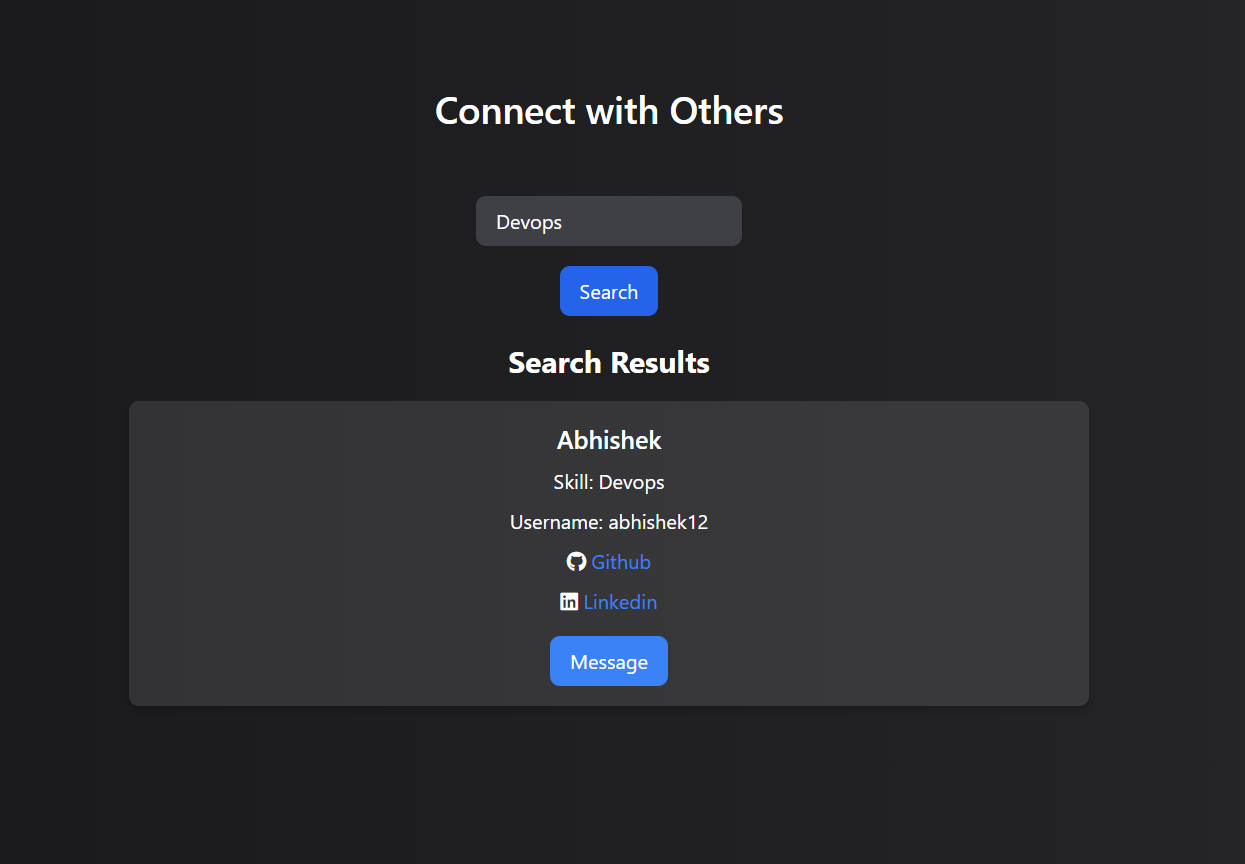 Connect with Others
Devops
Search
Search Results
Abhishek
Skill: Devops
Username: abhishek12
Github
Linkedin
Message